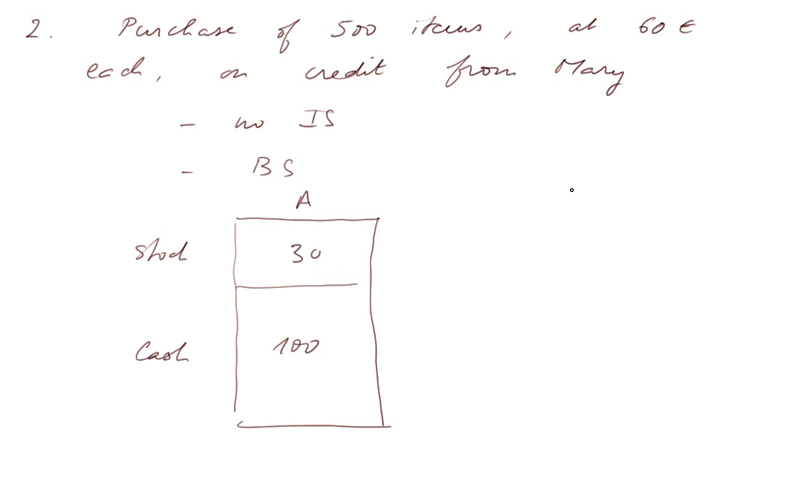 2. Purchase of 500 items, at 60 €
each, on credit from Mary
- no IS
- BS
A
Stock 30
Cash 100